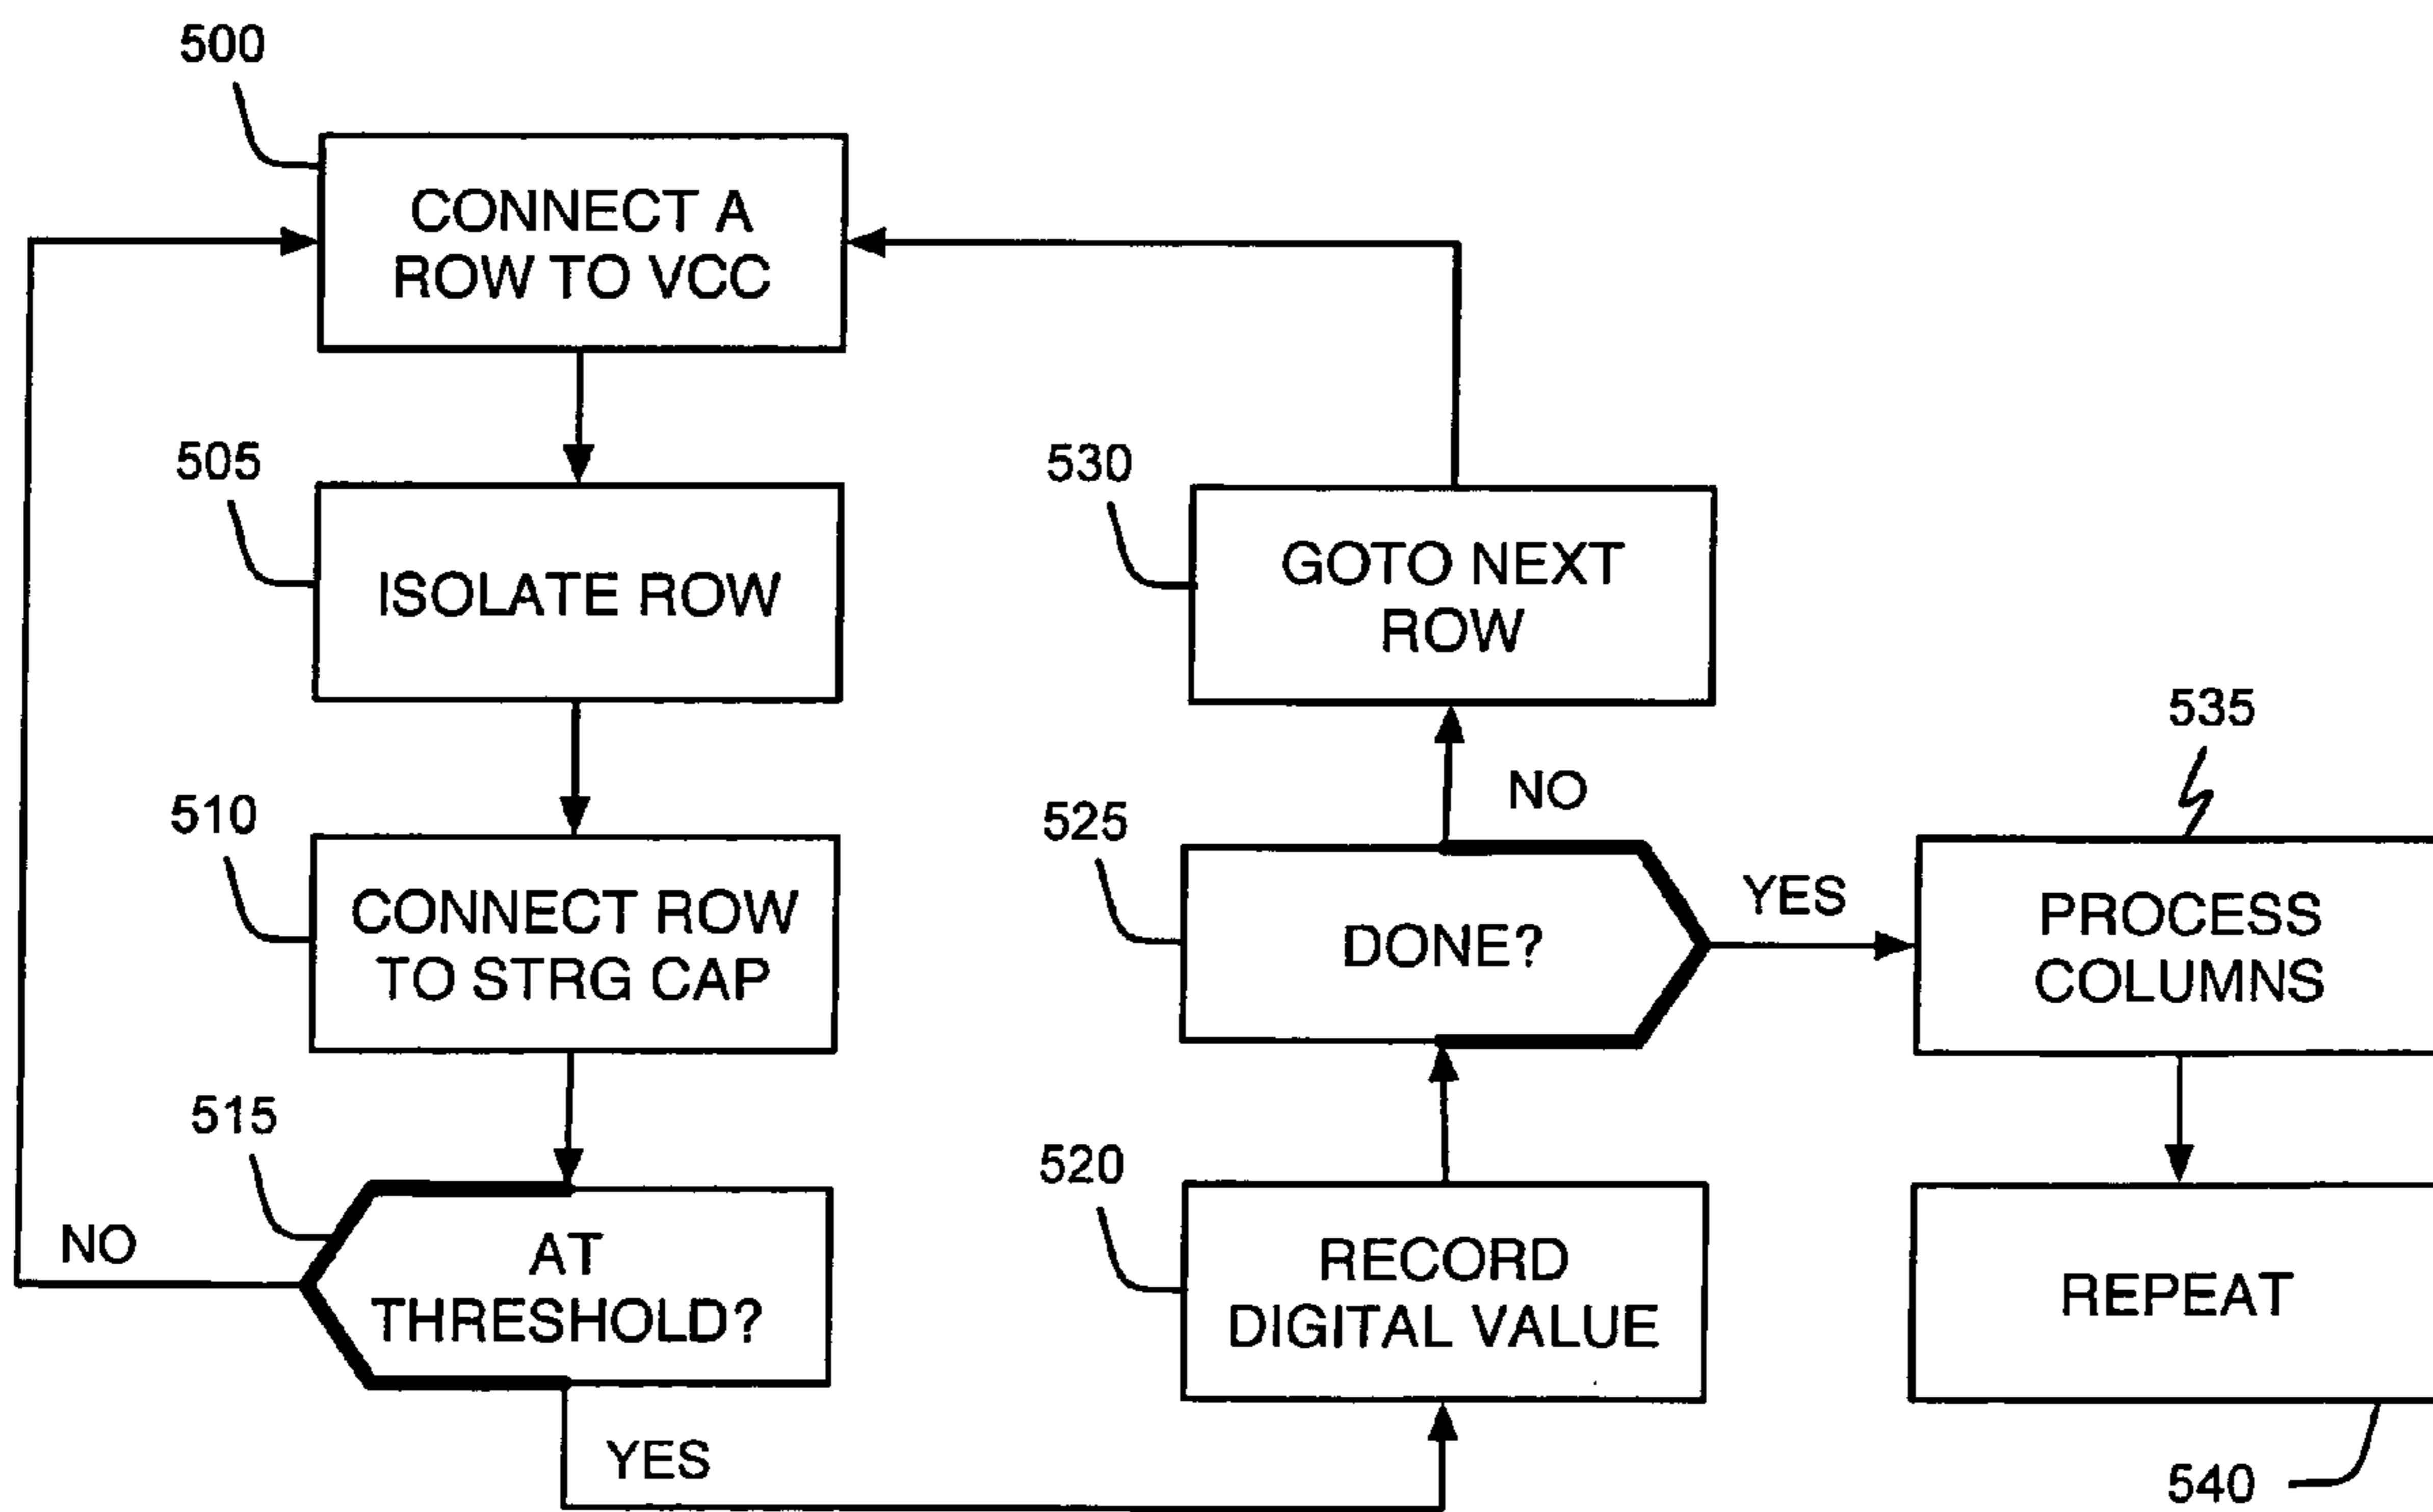 500
CONNECT A
ROW TO VCC
505
ISOLATE ROW
510
CONNECT ROW
TO STRG CAP
515
AT
THRESHOLD?
NO
YES
520
RECORD
DIGITAL VALUE
525
DONE?
NO
YES
530
GOTO NEXT
ROW
535
PROCESS
COLUMNS
REPEAT
540